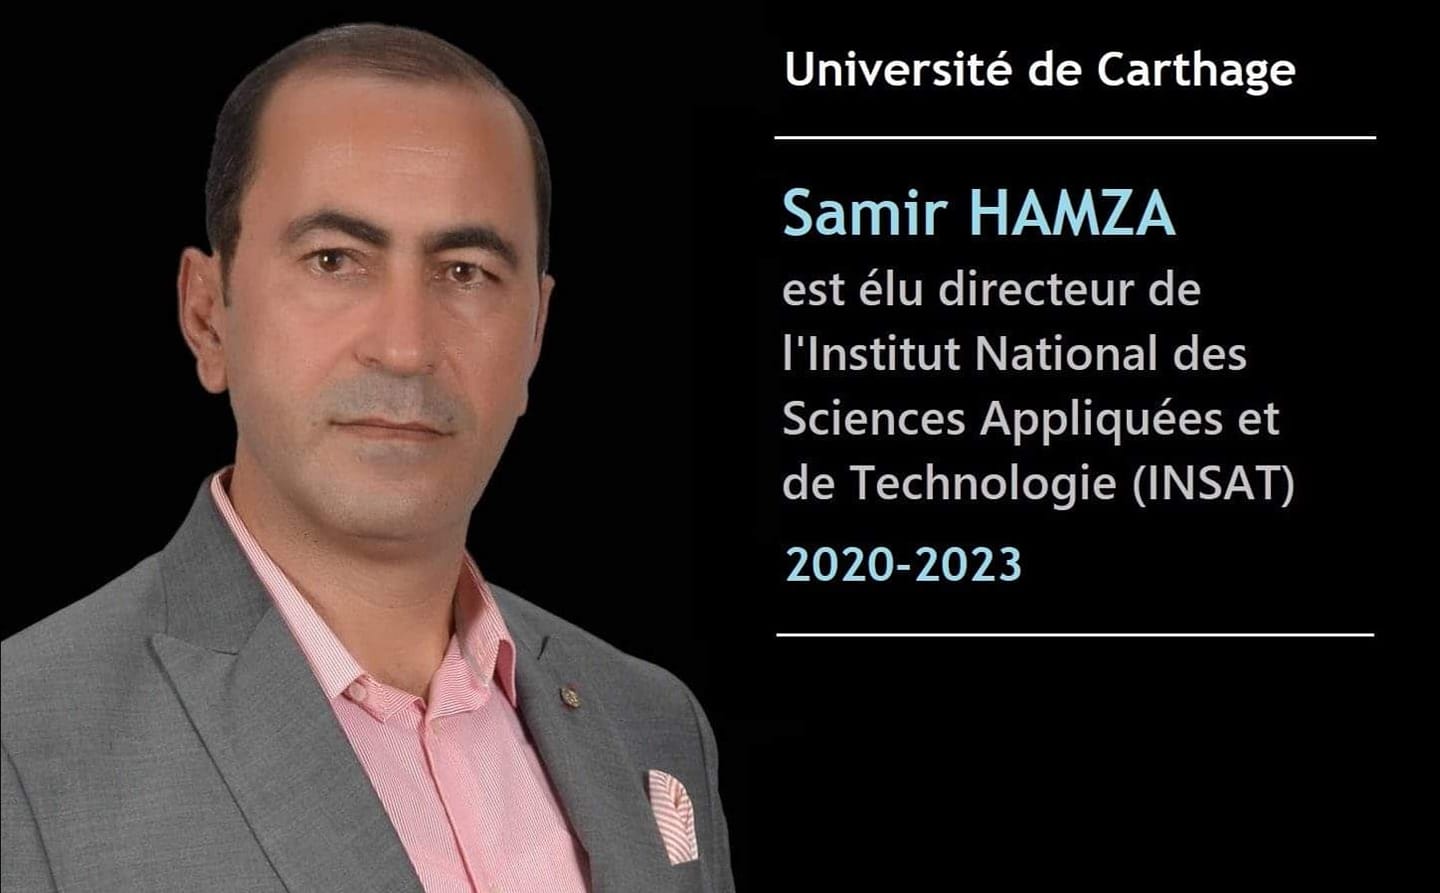 Université de Carthage
Samir HAMZA
est élu directeur de
l'Institut National des
Sciences Appliquées et
de Technologie (INSAT)
2020-2023